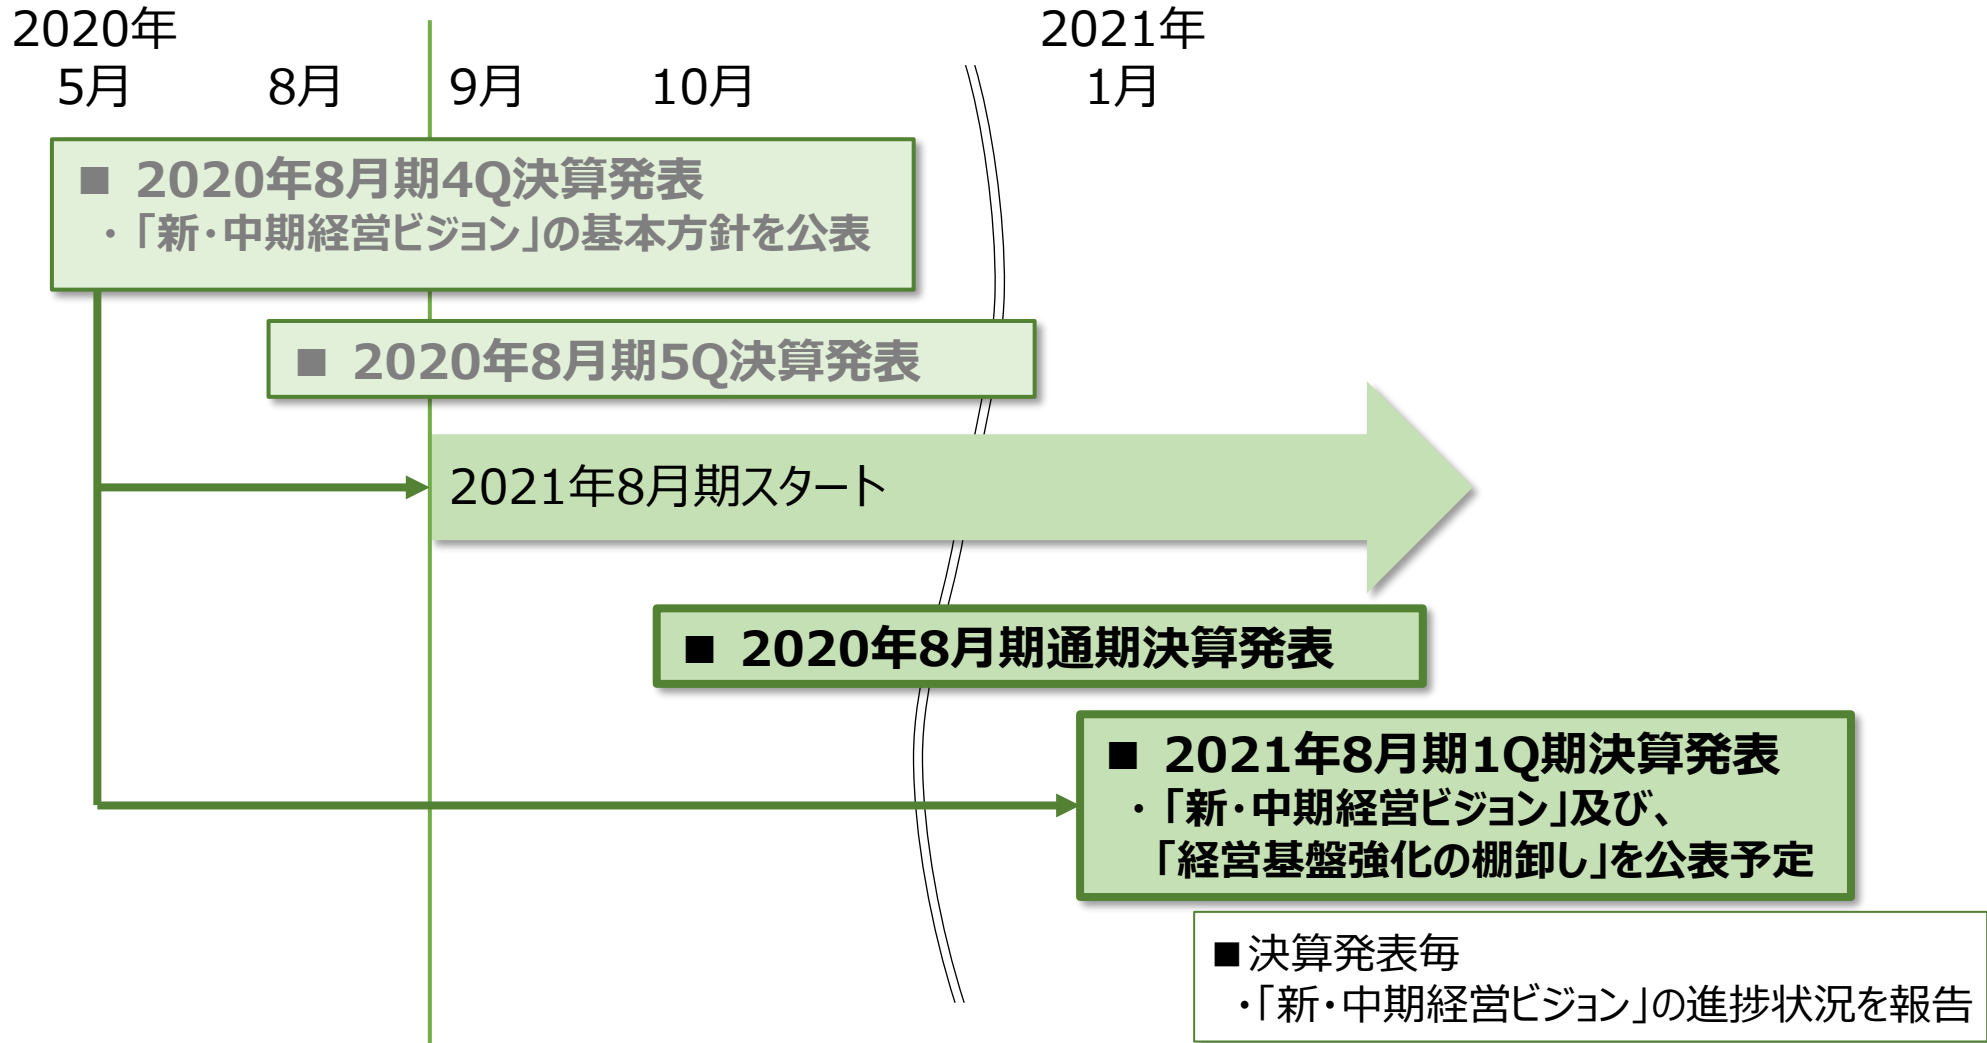 2020年
2021年
5月
8月
9月
10月
1月
■ 2020年8月期4Q決算発表
・「新・中期経営ビジョン」の基本方針を公表
■ 2020年8月期5Q決算発表
2021年8月期スタート
■ 2020年8月期通期決算発表
■ 2021年8月期1Q期決算発表
・「新・中期経営ビジョン」及び、
「経営基盤強化の棚卸し」を公表予定
■決算発表毎
・「新・中期経営ビジョン」の進捗状況を報告